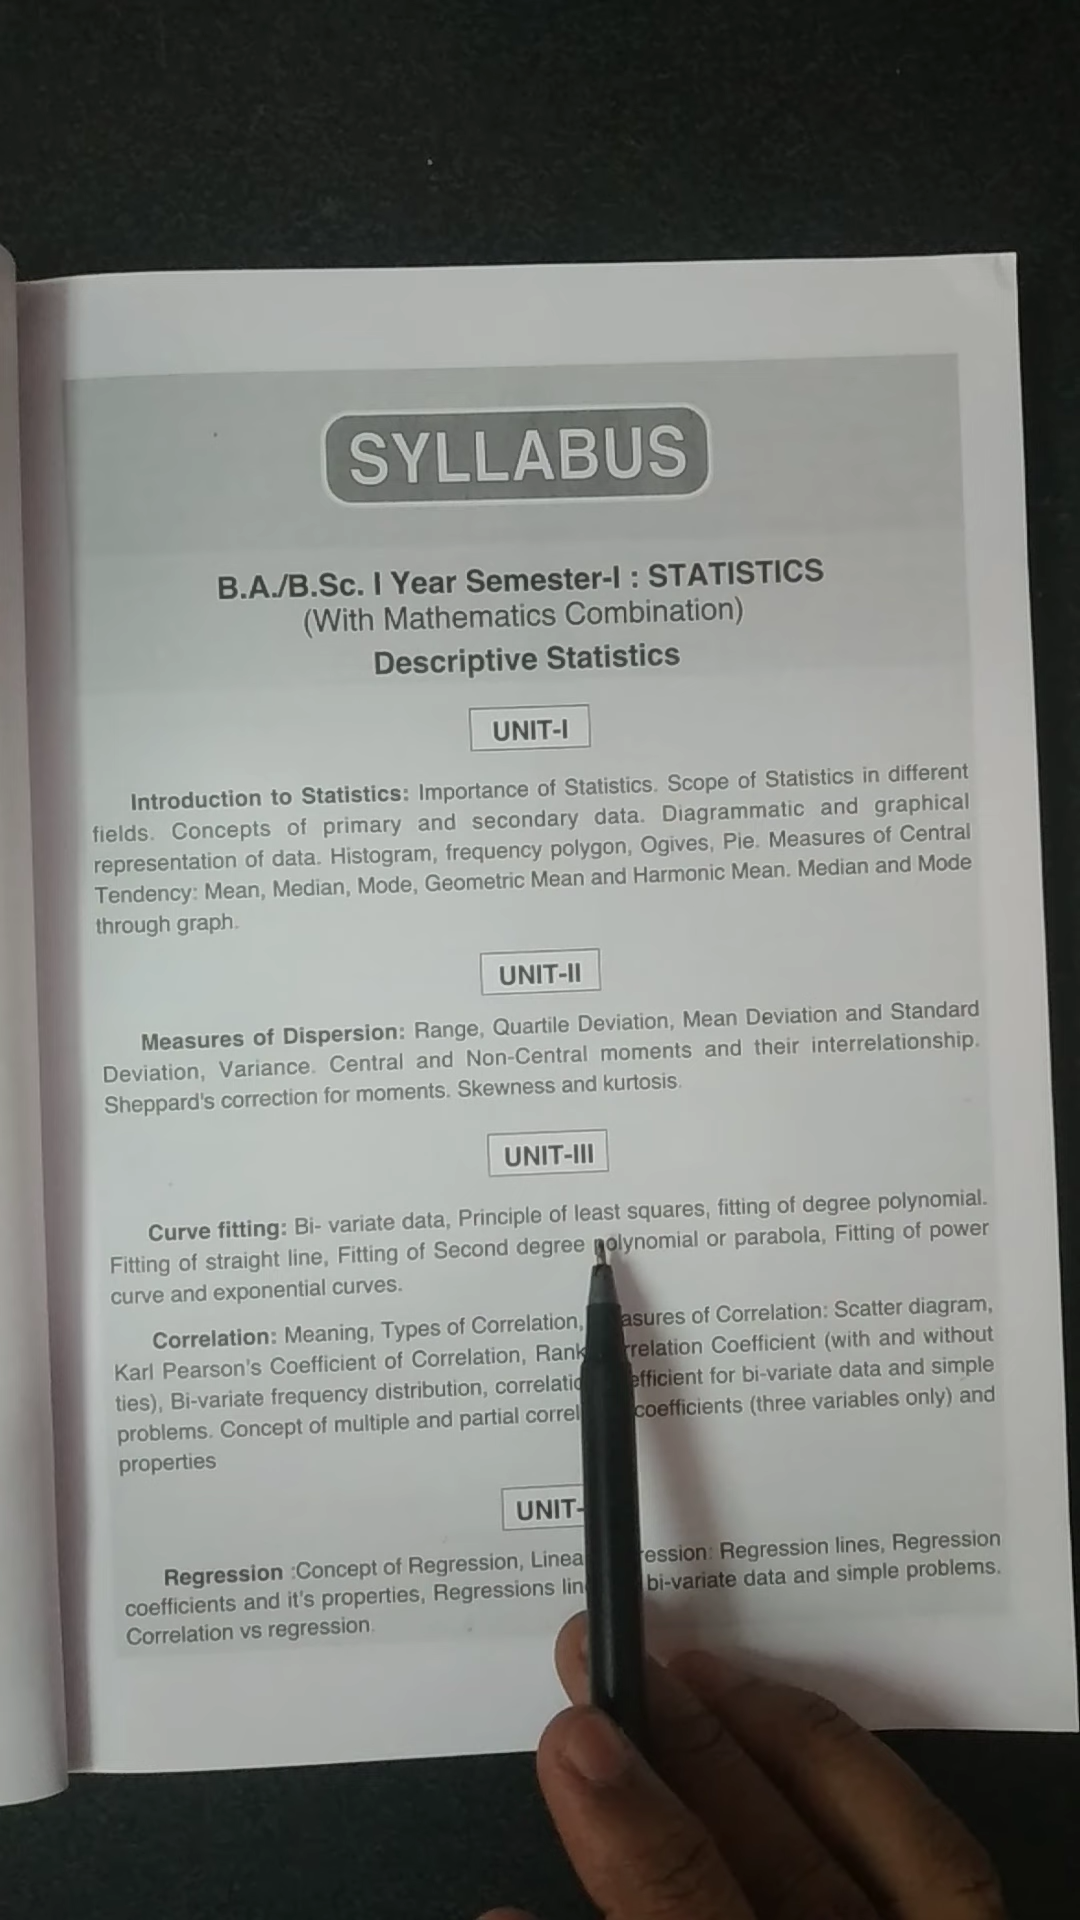 SYLLABUS
B.A./B.Sc. I Year Semester-I : STATISTICS
(With Mathematics Combination)
Descriptive Statistics
UNIT-I
Introduction to Statistics: Importance of Statistics. Scope of Statistics in different
fields. Concepts of primary and secondary data. Diagrammatic and graphical
representation of data. Histogram, frequency polygon, Ogives, Pie. Measures of Central
Tendency: Mean, Median, Mode, Geometric Mean and Harmonic Mean. Median and Mode
through graph.
UNIT-II
Measures of Dispersion: Range, Quartile Deviation, Mean Deviation and Standard
Deviation, Variance. Central and Non-Central moments and their interrelationship.
Sheppard's correction for moments. Skewness and kurtosis.
UNIT-III
Curve fitting: Bi- variate data, Principle of least squares, fitting of degree polynomial.
Fitting of straight line, Fitting of Second degree polynomial or parabola, Fitting of power
curve and exponential curves.
Correlation: Meaning, Types of Correlation, asures of Correlation: Scatter diagram,
Karl Pearson's Coefficient of Correlation, Rank rrelation Coefficient (with and without
ties), Bi-variate frequency distribution, correlatio efficient for bi-variate data and simple
problems. Concept of multiple and partial correl coefficients (three variables only) and
properties
UNIT-
Regression :Concept of Regression, Linea ression: Regression lines, Regression
coefficients and it's properties, Regressions lin bi-variate data and simple problems.
Correlation vs regression.